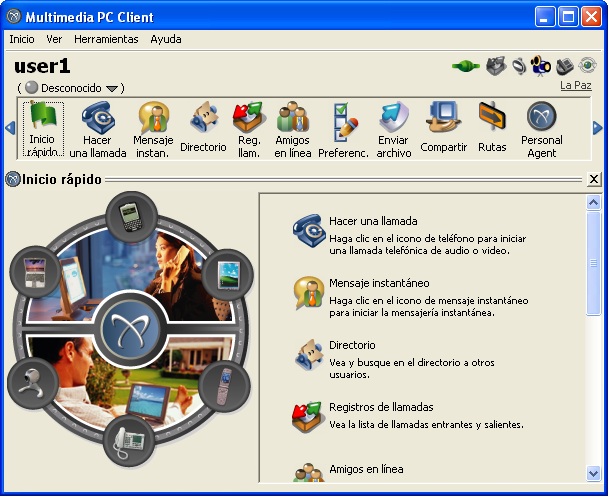 Multimedia PC Client
Inicio Ver Herramientas Ayuda
user1
( Desconocido )
La Paz
Inicio
rápido
Hacer
una llamada
Mensaje
instan.
Directorio
Reg.
llam.
Amigos
en línea
Preferenc.
Enviar
archivo
Compartir
Rutas
Personal
Agent
Inicio rápido
Hacer una llamada
Haga clic en el icono de teléfono para iniciar
una llamada telefónica de audio o video.
Mensaje instantáneo
Haga clic en el icono de mensaje instantáneo
para iniciar la mensajería instantánea.
Directorio
Vea y busque en el directorio a otros
usuarios.
Registros de llamadas
Vea la lista de llamadas entrantes y salientes.
Amigos en línea